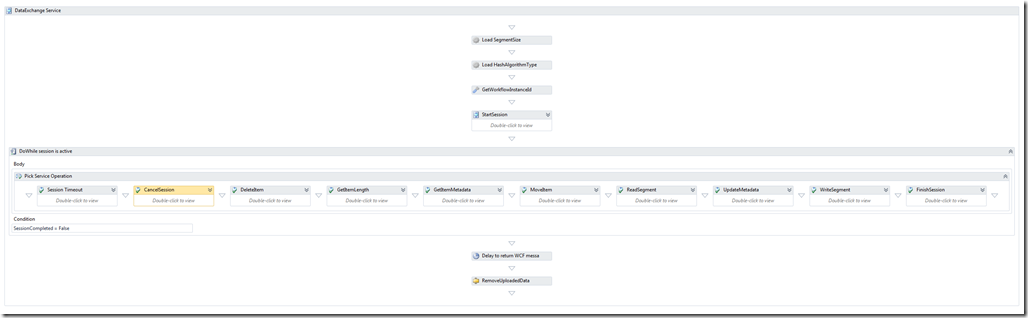 DataExchange Service
Load SegmentSize
Load HashAlgorithmType
GetWorkflowInstanceId
StartSession
Double-click to view
DoWhile session is active
Body
Pick Service Operation
Session Timeout CancelSession DeleteItem GetItemLength GetItemMetadata MoveItem ReadSegment UpdateMetadata WriteSegment FinishSession
Double-click to view Double-click to view Double-click to view Double-click to view Double-click to view Double-click to view Double-click to view Double-click to view Double-click to view Double-click to view
Condition
SessionCompleted = False
Delay to return WCF messa
RemoveUploadedData